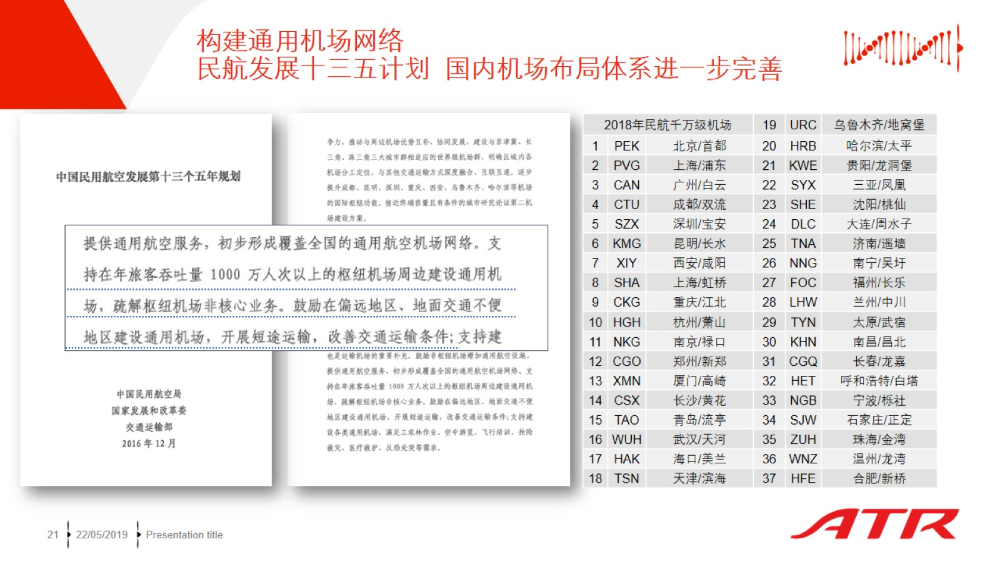 构建通用机场网络
民航发展十三五计划 国内机场布局体系进一步完善
中国民用航空发展第十三个五年规划
争力，推动与周边机场优势互补、协同发展，建设与京津冀、长
三角、珠三角三大城市群相适应的世界级机场群，明确区域内各
机场分工定位，与其他交通运输方式深度融合、互联互通。逐步
提升成都、昆明、深圳、重庆、西安、乌鲁木齐、哈尔滨等机场
的国际枢纽功能。接近终端容量且有条件的城市研究论证第二机
场建设方案。
提供通用航空服务，初步形成覆盖全国的通用航空机场网络。支
持在年旅客吞吐量 1000 万人次以上的枢纽机场周边建设通用机
场，疏解枢纽机场非核心业务。鼓励在偏远地区、地面交通不便
地区建设通用机场，开展短途运输，改善交通运输条件;支持建
也是运输机场的重要补充。鼓励非枢纽机场增加通用航空设施，
提供通用航空服务，初步形成覆盖全国的通用航空机场网络。支
持在年旅客吞吐量 1000 万人次以上的枢纽机场周边建设通用机
场，疏解枢纽机场非核心业务。鼓励在偏远地区、地面交通不便
地区建设通用机场，开展短途运输，改善交通运输条件;支持建
设各类通用机场，满足工农林作业、空中游览、飞行培训、抢险
救灾、医疗救护、反恐处突等需求。
中国民用航空局
国家发展和改革委
交通运输部
2016 年 12 月
2018年民航千万级机场 19 URC 乌鲁木齐/地窝堡
1 PEK 北京/首都 20 HRB 哈尔滨/太平
2 PVG 上海/浦东 21 KWE 贵阳/龙洞堡
3 CAN 广州/白云 22 SYX 三亚/凤凰
4 CTU 成都/双流 23 SHE 沈阳/桃仙
5 SZX 深圳/宝安 24 DLC 大连/周水子
6 KMG 昆明/长水 25 TNA 济南/遥墙
7 XIY 西安/咸阳 26 NNG 南宁/吴圩
8 SHA 上海/虹桥 27 FOC 福州/长乐
9 CKG 重庆/江北 28 LHW 兰州/中川
10 HGH 杭州/萧山 29 TYN 太原/武宿
11 NKG 南京/禄口 30 KHN 南昌/昌北
12 CGO 郑州/新郑 31 CGQ 长春/龙嘉
13 XMN 厦门/高崎 32 HET 呼和浩特/白塔
14 CSX 长沙/黄花 33 NGB 宁波/栎社
15 TAO 青岛/流亭 34 SJW 石家庄/正定
16 WUH 武汉/天河 35 ZUH 珠海/金湾
17 HAK 海口/美兰 36 WNZ 温州/龙湾
18 TSN 天津/滨海 37 HFE 合肥/新桥
21 22/05/2019 Presentation title
ATR